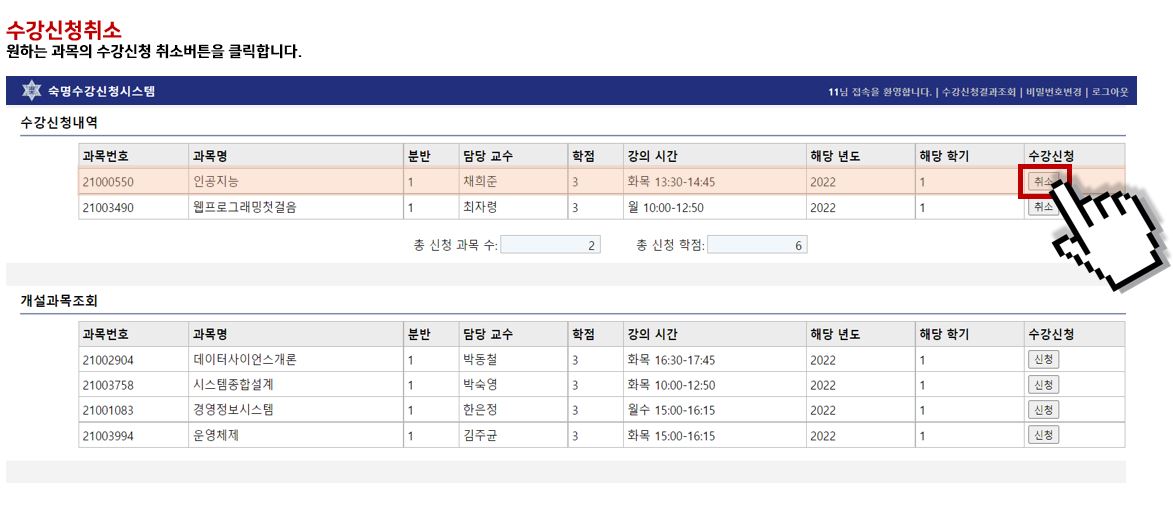 수강신청취소
원하는 과목의 수강신청 취소버튼을 클릭합니다.
숙명수강신청시스템 11님 접속을 환영합니다. | 수강신청결과조회 | 비밀번호변경 | 로그아웃
수강신청내역
과목번호 과목명 분반 담당 교수 학점 강의 시간 해당 년도 해당 학기 수강신청
21000550 인공지능 1 채희준 3 화목 13:30-14:45 2022 1 취소
21003490 웹프로그래밍첫걸음 1 최자령 3 월 10:00-12:50 2022 1 취소
총 신청 과목 수: 2 총 신청 학점: 6
개설과목조회
과목번호 과목명 분반 담당 교수 학점 강의 시간 해당 년도 해당 학기 수강신청
21002904 데이터사이언스개론 1 박동철 3 화목 16:30-17:45 2022 1 신청
21003758 시스템종합설계 1 박숙영 3 화목 10:00-12:50 2022 1 신청
21001083 경영정보시스템 1 한은정 3 월수 15:00-16:15 2022 1 신청
21003994 운영체제 1 김주균 3 화목 15:00-16:15 2022 1 신청